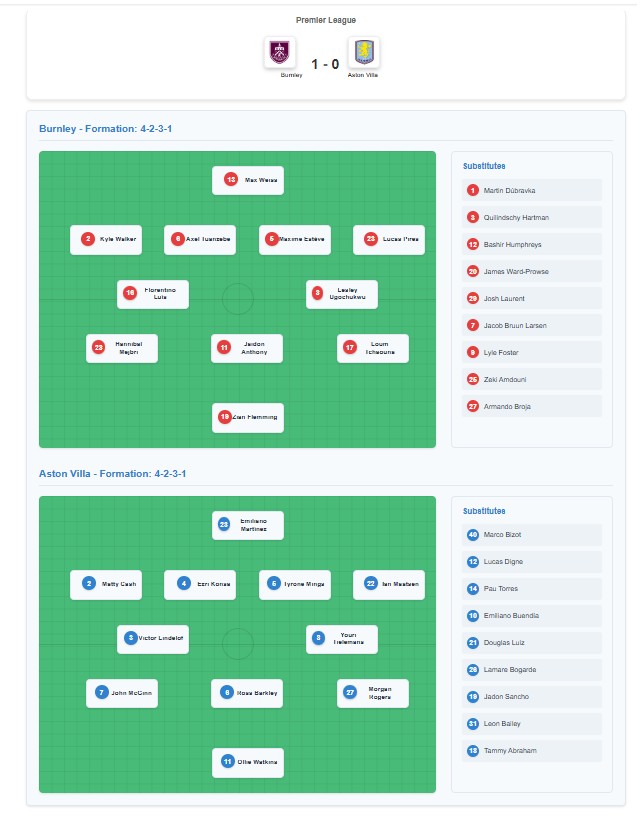 Premier League
1 - 0
Burnley
Aston Villa
Burnley - Formation: 4-2-3-1
13 Max Weiss
2 Kyle Walker
6 Axel Tuanzebe
5 Maxime Estève
23 Lucas Pires
16 Florentino
Luís
3 Lesley
Ugochukwu
23 Hannibal
Mejbri
11 Jaidon
Anthony
17 Loum
Tchaouna
19 Zian Flemming
Substitutes
1 Martin Dúbravka
3 Quilindschy Hartman
12 Bashir Humphreys
20 James Ward-Prowse
29 Josh Laurent
7 Jacob Bruun Larsen
9 Lyle Foster
25 Zeki Amdouni
27 Armando Broja
Aston Villa - Formation: 4-2-3-1
23 Emiliano
Martínez
2 Matty Cash
4 Ezri Konsa
5 Tyrone Mings
22 Ian Maatsen
3 Victor Lindelöf
8 Youri
Tielemans
7 John McGinn
6 Ross Barkley
27 Morgan
Rogers
11 Ollie Watkins
Substitutes
40 Marco Bizot
12 Lucas Digne
14 Pau Torres
10 Emiliano Buendía
21 Douglas Luiz
26 Lamare Bogarde
19 Jadon Sancho
31 Leon Bailey
18 Tammy Abraham